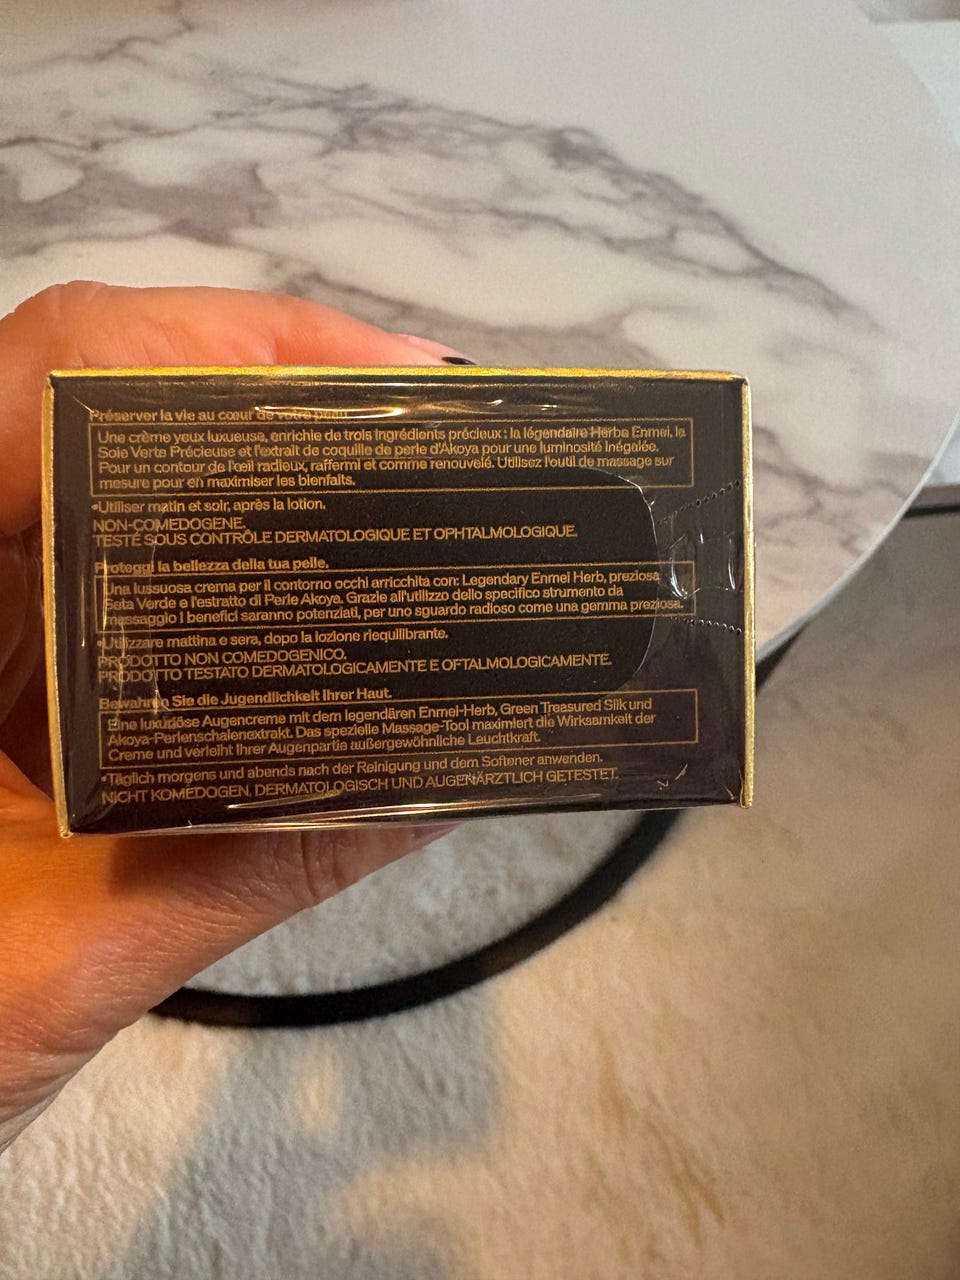 Préserver la vie au cœur de votre peau.
Une crème yeux luxueuse, enrichie de trois ingrédients précieux : la légendaire Herbe Enmei, la
Soie Verte Précieuse et l'extrait de coquille de perle d'Akoya pour une luminosité inégalée.
Pour un contour de l'œil radieux, raffermi et comme renouvelé. Utilisez l'outil de massage sur
mesure pour en maximiser les bienfaits.
•Utiliser matin et soir, après la lotion.
NON-COMEDOGÈNE.
TESTÉ SOUS CONTRÔLE DERMATOLOGIQUE ET OPHTALMOLOGIQUE.
Proteggi la bellezza della tua pelle.
Una lussuosa crema per il contorno occhi arricchita con: Legendary Enmei Herb, preziosa
Seta Verde e l'estratto di Perle Akoya. Grazie all'utilizzo dello specifico strumento da
massaggio i benefici saranno potenziati, per uno sguardo radioso come una gemma preziosa.
•Utilizzare mattina e sera, dopo la lozione riequilibrante.
PRODOTTO NON COMEDOGENICO.
PRODOTTO TESTATO DERMATOLOGICAMENTE E OFTALMOLOGICAMENTE.
Bewahren Sie die Jugendlichkeit Ihrer Haut.
Eine luxuriöse Augencreme mit dem legendären Enmei-Herb, Green Treasured Silk und
Akoya-Perlenschalenextrakt. Das spezielle Massage-Tool maximiert die Wirksamkeit der
Creme und verleiht Ihrer Augenpartie außergewöhnliche Leuchtkraft.
•Täglich morgens und abends nach der Reinigung und dem Softener anwenden.
NICHT KOMEDOGEN, DERMATOLOGISCH UND AUGENÄRZTLICH GETESTET.